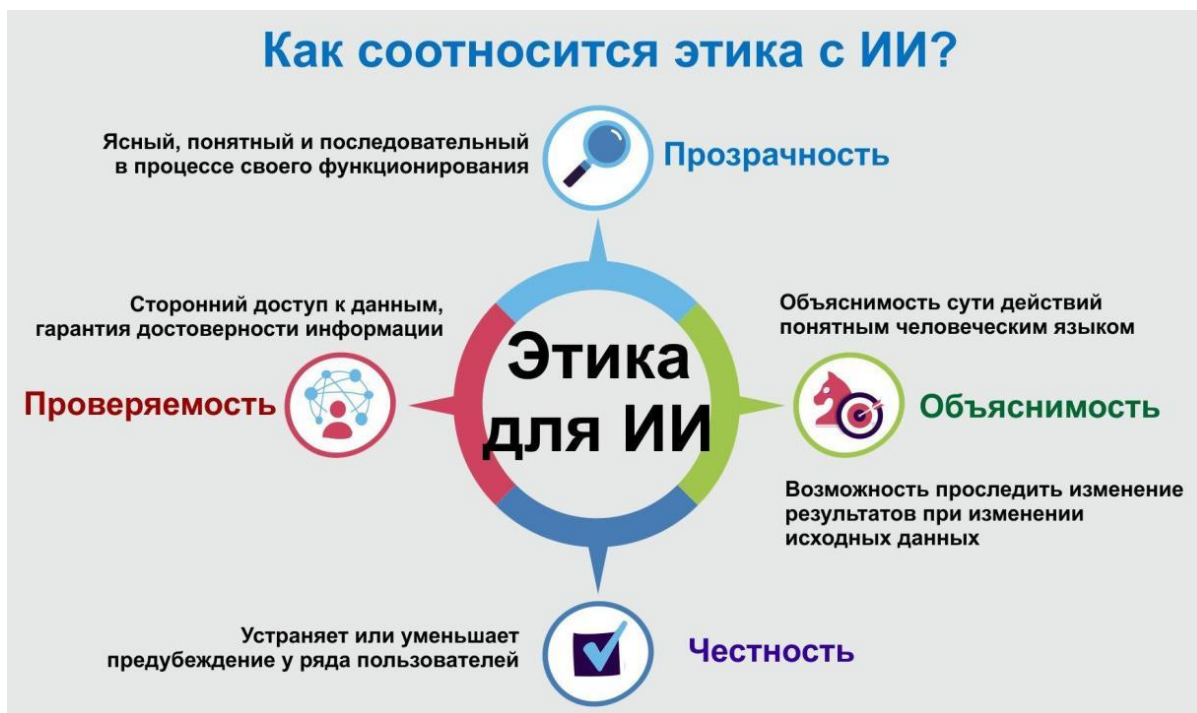 Как соотносится этика с ИИ?
Ясный, понятный и последовательный
в процессе своего функционирования
Прозрачность
Сторонний доступ к данным,
гарантия достоверности информации
Проверяемость
Этика
для ИИ
Объяснимость сути действий
понятным человеческим языком
Объяснимость
Возможность проследить изменение
результатов при изменении
исходных данных
Устраняет или уменьшает
предубеждение у ряда пользователей
Честность